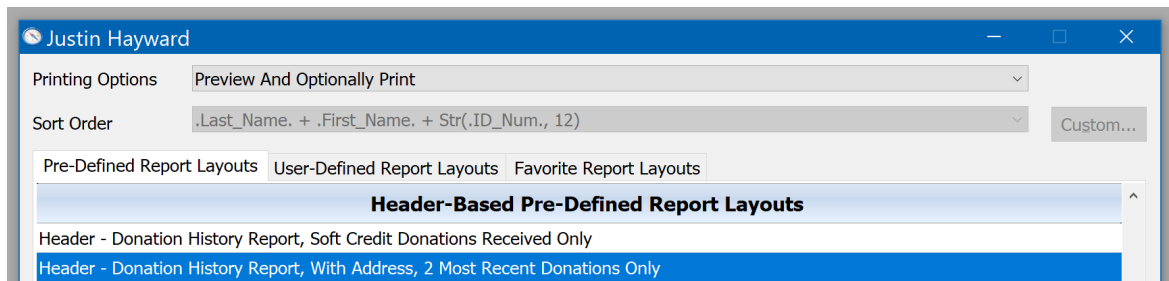 Justin Hayward
Printing Options Preview And Optionally Print
Sort Order .Last_Name. + .First_Name. + Str(.ID_Num., 12) Custom...
Pre-Defined Report Layouts User-Defined Report Layouts Favorite Report Layouts
Header-Based Pre-Defined Report Layouts
Header - Donation History Report, Soft Credit Donations Received Only
Header - Donation History Report, With Address, 2 Most Recent Donations Only